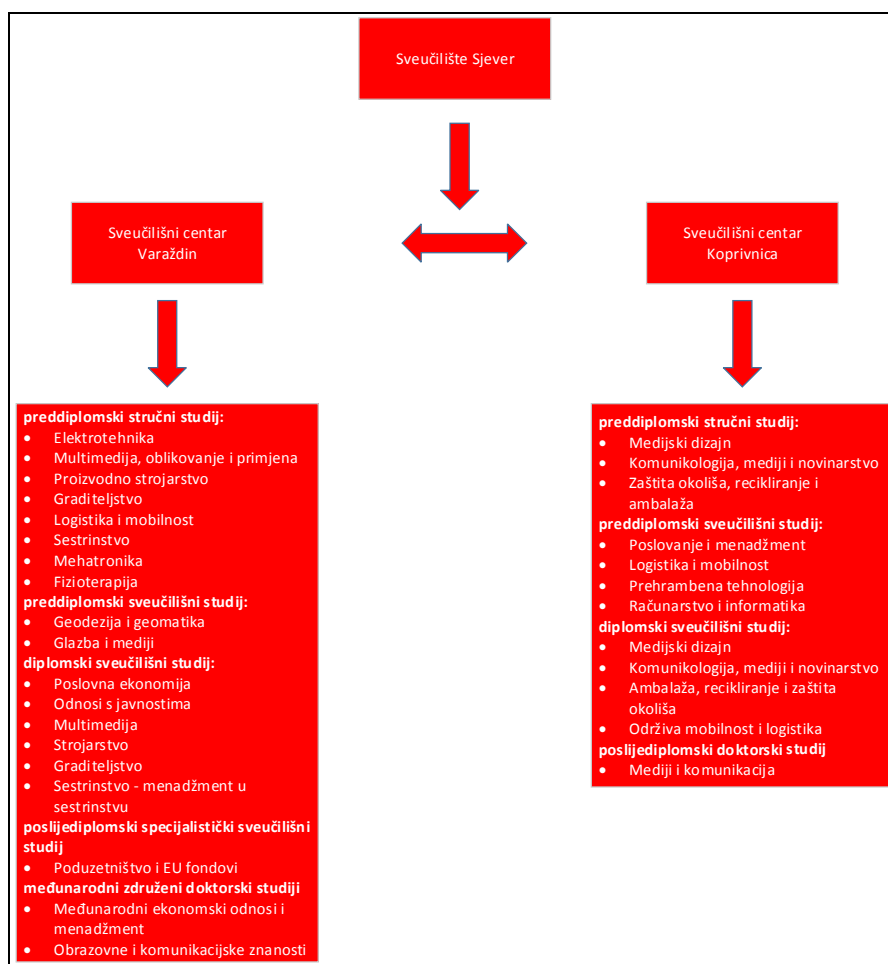 Sveučilište Sjever
Sveučilišni centar
Varaždin
Sveučilišni centar
Koprivnica
preddiplomski stručni studij:
• Elektrotehnika
• Multimedija, oblikovanje i primjena
• Proizvodno strojarstvo
• Graditeljstvo
• Logistika i mobilnost
• Sestrinstvo
• Mehatronika
• Fizioterapija
preddiplomski sveučilišni studij:
• Geodezija i geomatika
• Glazba i mediji
diplomski sveučilišni studij:
• Poslovna ekonomija
• Odnosi s javnostima
• Multimedija
• Strojarstvo
• Graditeljstvo
• Sestrinstvo - menadžment u
sestrinstvu
poslijediplomski specijalistički sveučilišni
studij
• Poduzetništvo i EU fondovi
međunarodni združeni doktorski studiji
• Međunarodni ekonomski odnosi i
menadžment
• Obrazovne i komunikacijske znanosti
preddiplomski stručni studij:
• Medijski dizajn
• Komunikologija, mediji i novinarstvo
• Zaštita okoliša, recikliranje i
ambalaža
preddiplomski sveučilišni studij:
• Poslovanje i menadžment
• Logistika i mobilnost
• Prehrambena tehnologija
• Računarstvo i informatika
diplomski sveučilišni studij:
• Medijski dizajn
• Komunikologija, mediji i novinarstvo
• Ambalaža, recikliranje i zaštita
okoliša
• Održiva mobilnost i logistika
poslijediplomski doktorski studij
• Mediji i komunikacija